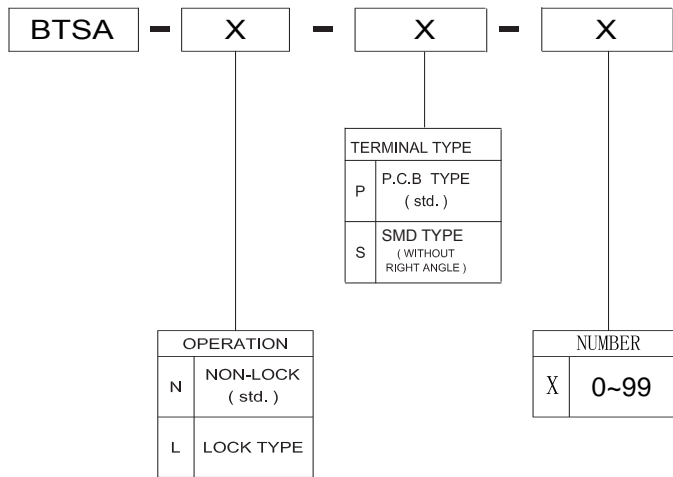 BTSA - X - X - X
TERMINAL TYPE
P P.C.B TYPE
( std. )
S SMD TYPE
( WITHOUT
RIGHT ANGLE )
OPERATION
N NON-LOCK
( std. )
L LOCK TYPE
NUMBER
X 0~99